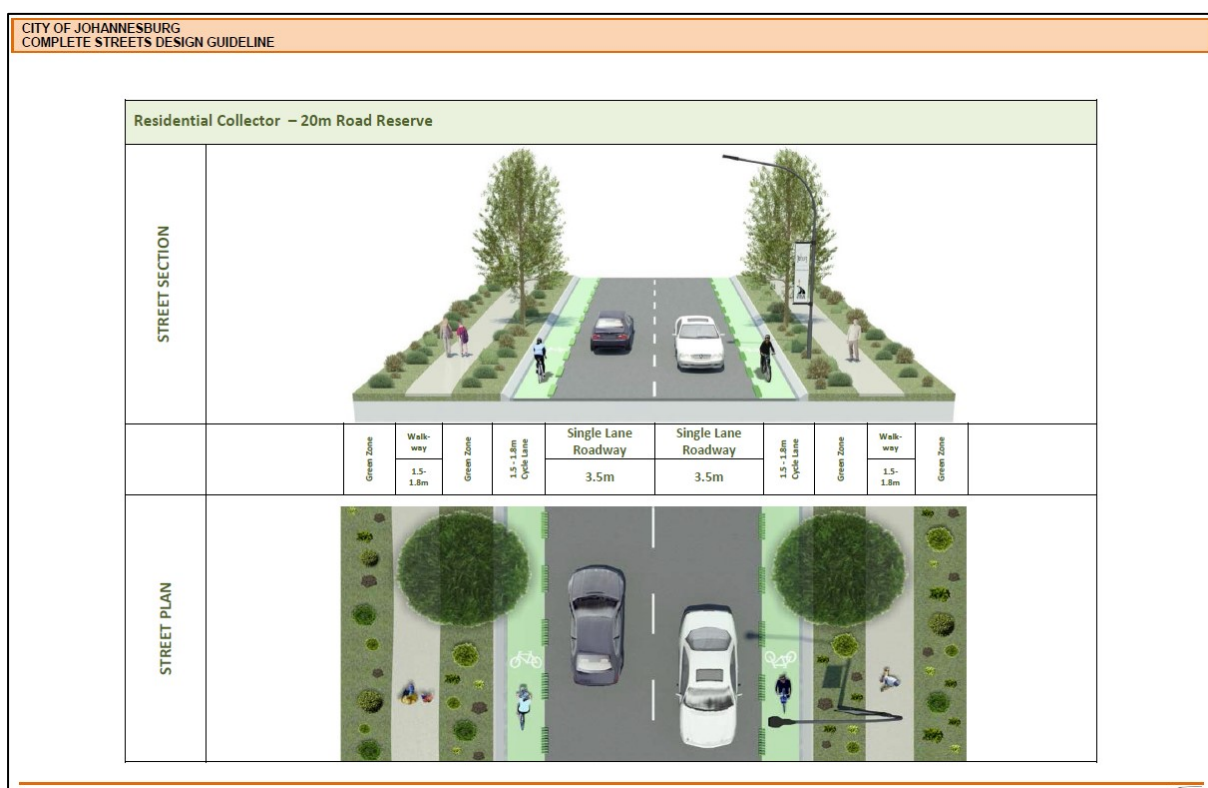 CITY OF JOHANNESBURG
COMPLETE STREETS DESIGN GUIDELINE
Residential Collector – 20m Road Reserve
STREET SECTION
Green Zone
Walk-
way
1.5-
1.8m
Green Zone
1.5 - 1.8m
Cycle Lane
Single Lane
Roadway
3.5m
Single Lane
Roadway
3.5m
1.5 - 1.8m
Cycle Lane
Green Zone
Walk-
way
1.5-
1.8m
Green Zone
STREET PLAN